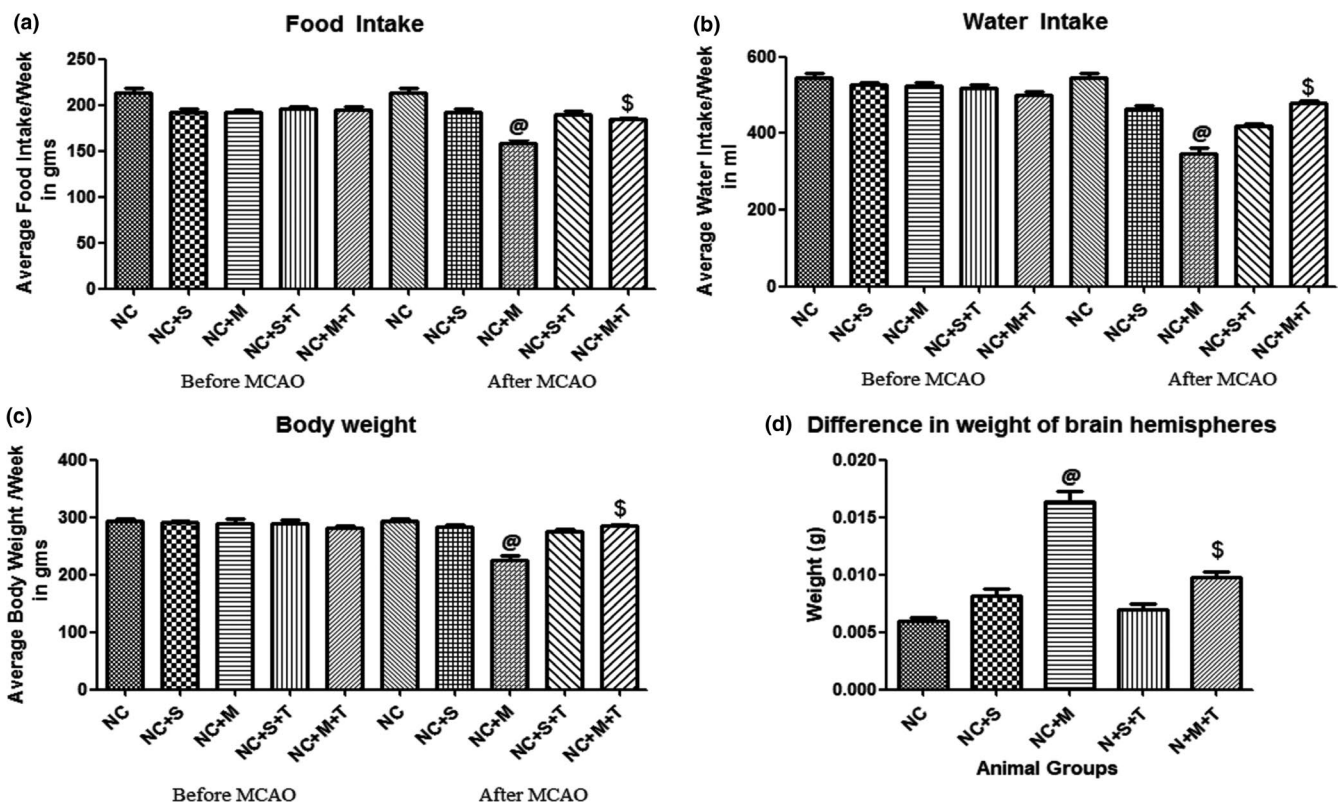 (a)
Food Intake
Average Food Intake/Week
in gms
250
200
150
100
50
0
@
$
NC
NC+S
NC+M
NC+S+T
NC+M+T
NC
NC+S
NC+M
NC+S+T
NC+M+T
Before MCAO
After MCAO
(b)
Water Intake
Average Water Intake/Week
in ml
600
400
200
0
@
$
NC
NC+S
NC+M
NC+S+T
NC+M+T
NC
NC+S
NC+M
NC+S+T
NC+M+T
Before MCAO
After MCAO
(c)
Body weight
Average Body Weight /Week
in gms
400
300
200
100
0
@
$
NC
NC+S
NC+M
NC+S+T
NC+M+T
NC
NC+S
NC+M
NC+S+T
NC+M+T
Before MCAO
After MCAO
(d)
Difference in weight of brain hemispheres
Weight (g)
0.020
0.015
0.010
0.005
0.000
@
$
NC
NC+S
NC+M
N+S+T
N+M+T
Animal Groups